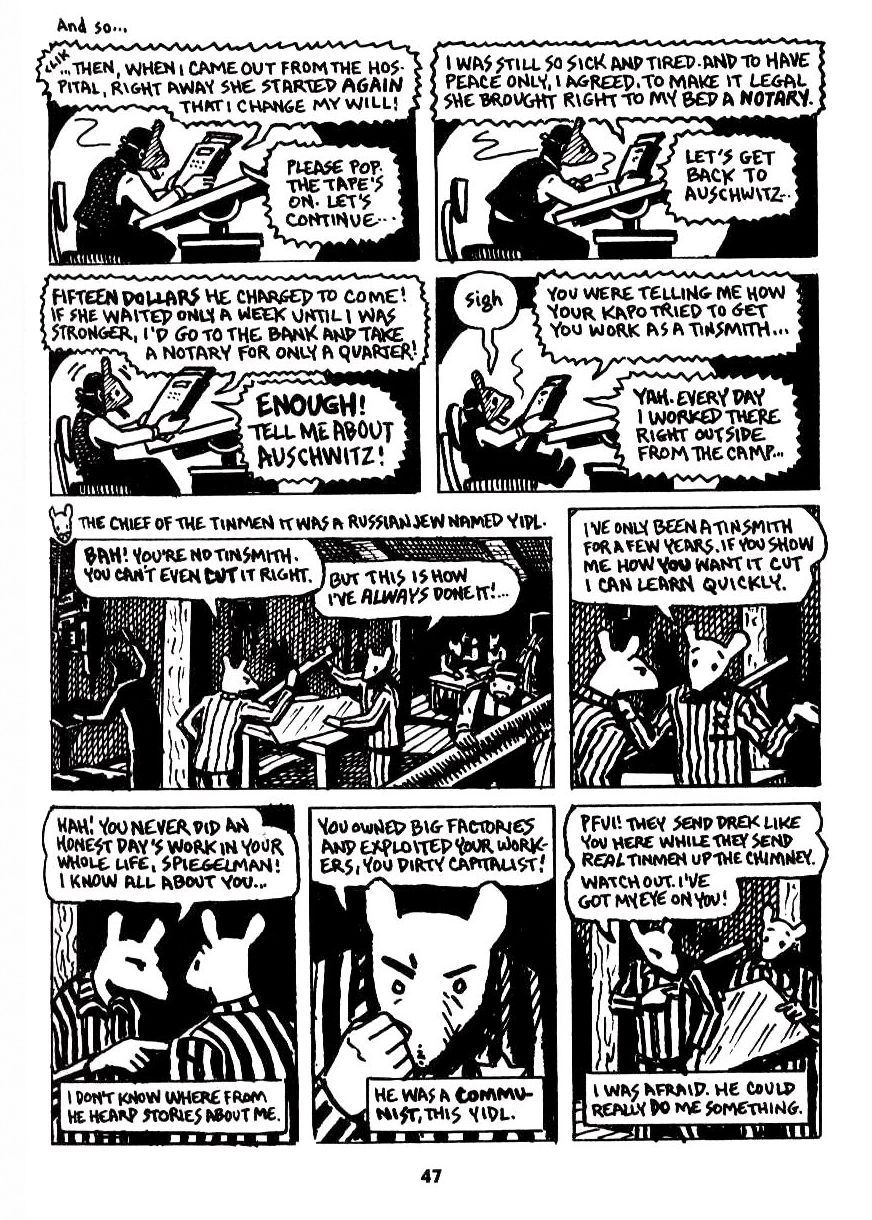 And so...
CLIK
...THEN, WHEN I CAME OUT FROM THE HOS-
PITAL, RIGHT AWAY SHE STARTED AGAIN
THAT I CHANGE MY WILL!
PLEASE POP.
THE TAPE'S
ON. LET'S
CONTINUE...
I WAS STILL SO SICK AND TIRED. AND TO HAVE
PEACE ONLY, I AGREED. TO MAKE IT LEGAL
SHE BROUGHT RIGHT TO MY BED A NOTARY.
LET'S GET
BACK TO
AUSCHWITZ...
FIFTEEN DOLLARS HE CHARGED TO COME!
IF SHE WAITED ONLY A WEEK UNTIL I WAS
STRONGER, I'D GO TO THE BANK AND TAKE
A NOTARY FOR ONLY A QUARTER!
ENOUGH!
TELL ME ABOUT
AUSCHWITZ!
Sigh
YOU WERE TELLING ME HOW
YOUR KAPO TRIED TO GET
YOU WORK AS A TINSMITH...
YAH. EVERY DAY
I WORKED THERE
RIGHT OUTSIDE
FROM THE CAMP...
THE CHIEF OF THE TINMEN IT WAS A RUSSIAN JEW NAMED YIDL.
BAH! YOU'RE NO TINSMITH.
YOU CAN'T EVEN CUT IT RIGHT.
BUT THIS IS HOW
I'VE ALWAYS DONE IT!...
I'VE ONLY BEEN A TINSMITH
FOR A FEW YEARS. IF YOU SHOW
ME HOW YOU WANT IT CUT
I CAN LEARN QUICKLY.
HAH! YOU NEVER DID AN
HONEST DAY'S WORK IN YOUR
WHOLE LIFE, SPIEGELMAN!
I KNOW ALL ABOUT YOU...
I DON'T KNOW WHERE FROM
HE HEARD STORIES ABOUT ME.
YOU OWNED BIG FACTORIES
AND EXPLOITED YOUR WORK-
ERS, YOU DIRTY CAPITALIST!
HE WAS A COMMU-
NIST, THIS YIDL.
PFUI! THEY SEND DREK LIKE
YOU HERE WHILE THEY SEND
REAL TINMEN UP THE CHIMNEY.
WATCH OUT. I'VE
GOT MY EYE ON YOU!
I WAS AFRAID. HE COULD
REALLY DO ME SOMETHING.
47